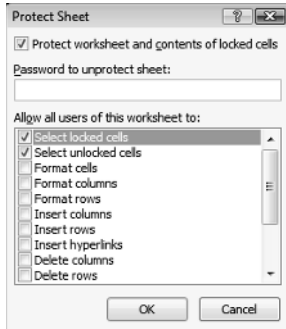 Protect Sheet
Protect worksheet and contents of locked cells
Password to unprotect sheet:
Allow all users of this worksheet to:
Select locked cells
Select unlocked cells
Format cells
Format columns
Format rows
Insert columns
Insert rows
Insert hyperlinks
Delete columns
Delete rows
OK Cancel